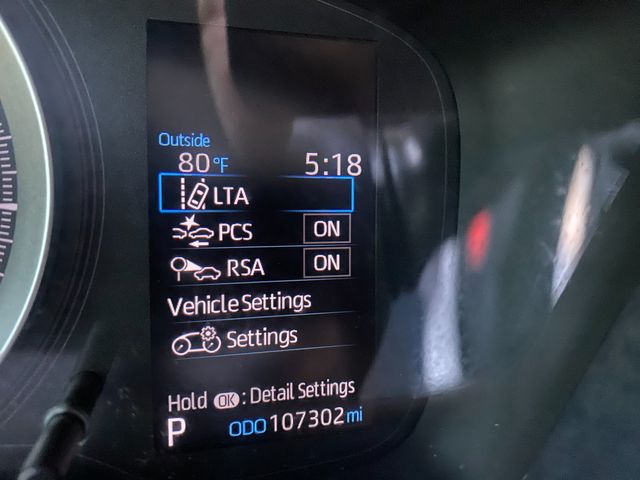 Outside
80°F 5:18
LTA
PCS ON
RSA ON
Vehicle Settings
Settings
Hold OK : Detail Settings
P ODO 107302 mi